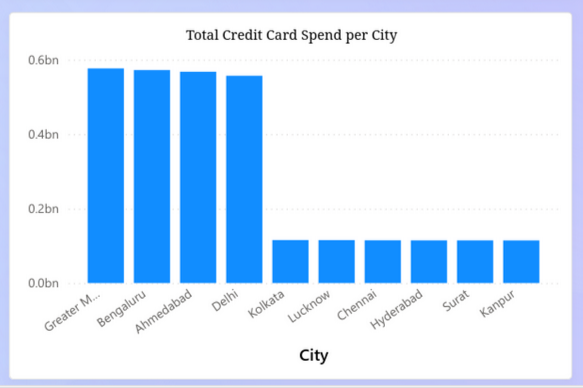 Total Credit Card Spend per City
0.6bn
0.4bn
0.2bn
0.0bn
Greater M...
Bengaluru
Ahmedabad
Delhi
Kolkata
Lucknow
Chennai
Hyderabad
Surat
Kanpur
City